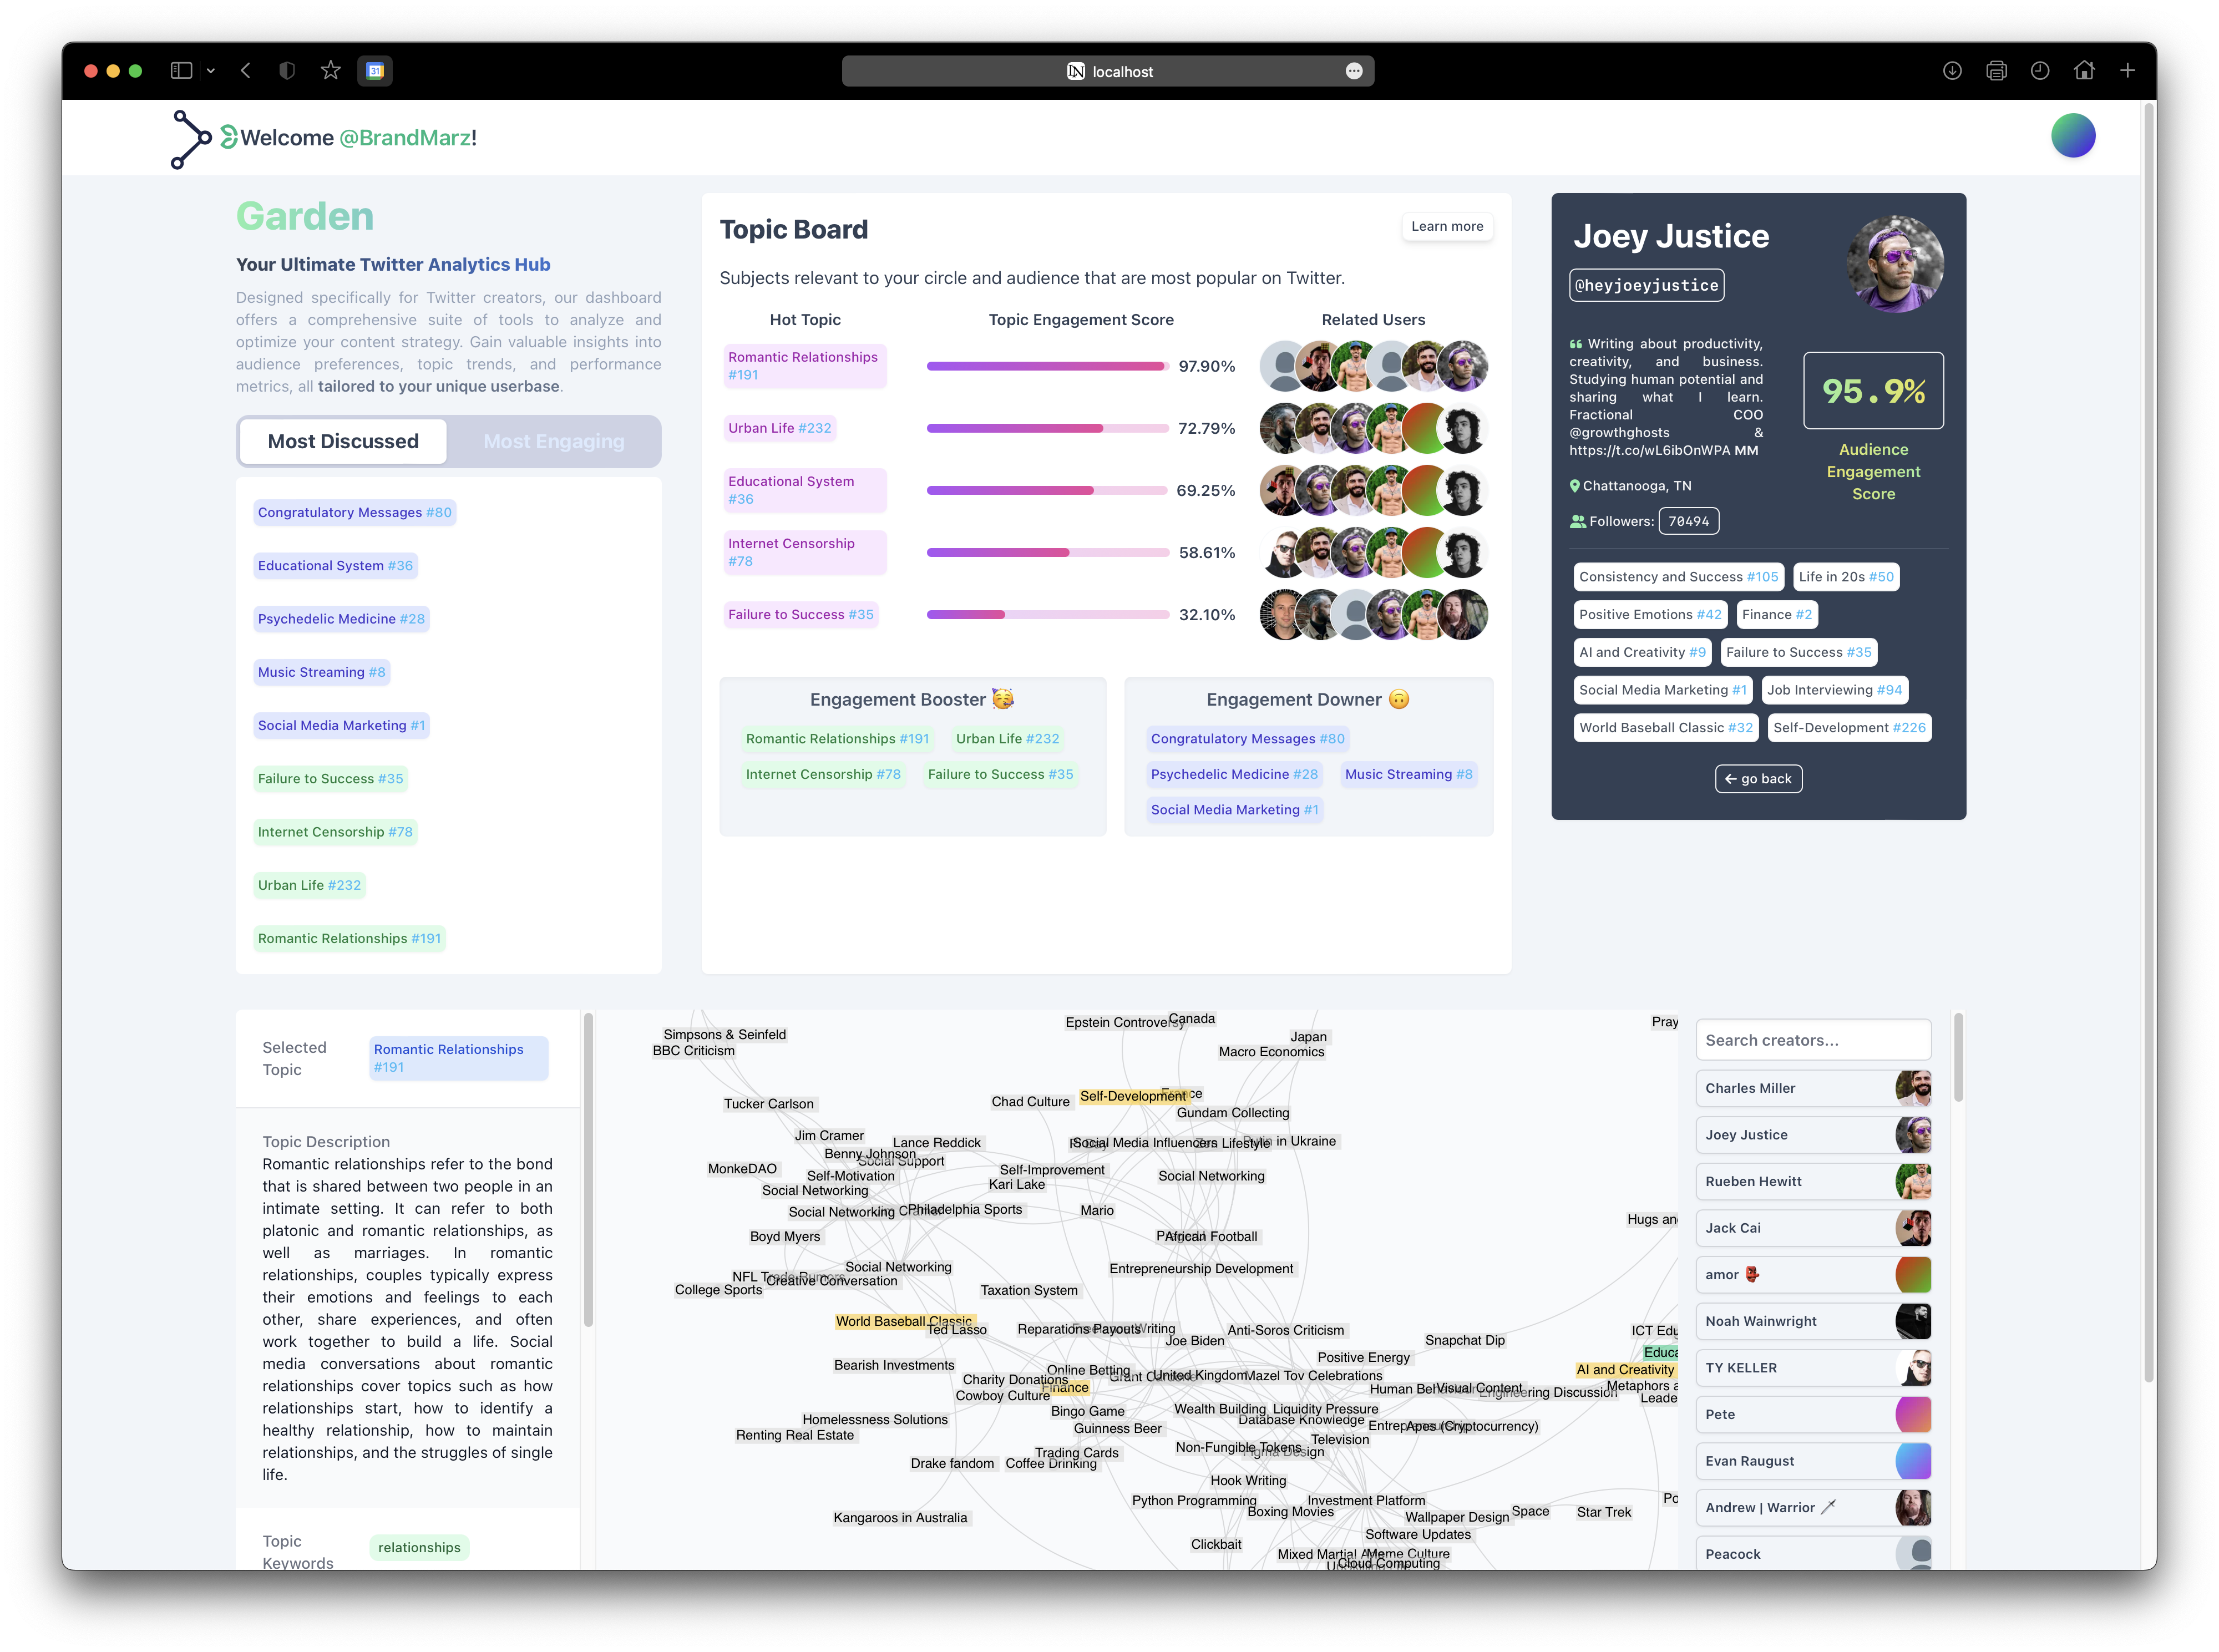 localhost
Welcome @BrandMarz!
Garden
Your Ultimate Twitter Analytics Hub
Designed specifically for Twitter creators, our dashboard
offers a comprehensive suite of tools to analyze and
optimize your content strategy. Gain valuable insights into
audience preferences, topic trends, and performance
metrics, all tailored to your unique userbase.
Most Discussed
Most Engaging
Congratulatory Messages #80
Educational System #36
Psychedelic Medicine #28
Music Streaming #8
Social Media Marketing #1
Failure to Success #35
Internet Censorship #78
Urban Life #232
Romantic Relationships #191
Topic Board
Learn more
Subjects relevant to your circle and audience that are most popular on Twitter.
Hot Topic
Topic Engagement Score
Related Users
Romantic Relationships
#191
97.90%
Urban Life #232
72.79%
Educational System
#36
69.25%
Internet Censorship
#78
58.61%
Failure to Success #35
32.10%
Engagement Booster 🥳
Romantic Relationships #191
Urban Life #232
Internet Censorship #78
Failure to Success #35
Engagement Downer 🙃
Congratulatory Messages #80
Psychedelic Medicine #28
Music Streaming #8
Social Media Marketing #1
Joey Justice
@heyjoeyjustice
Writing about productivity,
creativity, and business.
Studying human potential and
sharing what I learn.
Fractional COO
@growthghosts &
https://t.co/wL6ibOnWPA MM
95.9%
Audience
Engagement
Score
Chattanooga, TN
Followers: 70494
Consistency and Success #105
Life in 20s #50
Positive Emotions #42
Finance #2
AI and Creativity #9
Failure to Success #35
Social Media Marketing #1
Job Interviewing #94
World Baseball Classic #32
Self-Development #226
← go back
Selected
Topic
Romantic Relationships
#191
Topic Description
Romantic relationships refer to the bond
that is shared between two people in an
intimate setting. It can refer to both
platonic and romantic relationships, as
well as marriages. In romantic
relationships, couples typically express
their emotions and feelings to each
other, share experiences, and often
work together to build a life. Social
media conversations about romantic
relationships cover topics such as how
relationships start, how to identify a
healthy relationship, how to maintain
relationships, and the struggles of single
life.
Topic
Keywords
relationships
Simpsons & Seinfeld
BBC Criticism
Epstein Controversy
Canada
Japan
Macro Economics
Pray
Tucker Carlson
Chad Culture
Self-Development
Gundam Collecting
Jim Cramer
Lance Reddick
Social Media Influencers
Lifestyle
in Ukraine
Benny Johnson
Social Support
MonkeDAO
Self-Motivation
Self-Improvement
Social Networking
Social Networking
Kari Lake
Social Networking
Philadelphia Sports
Mario
Hugs and
Boyd Myers
African Football
Social Networking
Entrepreneurship Development
NFL Trade Rumors
Creative Conversation
College Sports
Taxation System
World Baseball Classic
Ted Lasso
Reparations Payouts
Writing
Joe Biden
Anti-Soros Criticism
Snapchat Dip
ICT Edu
Educa
Bearish Investments
Online Betting
Positive Energy
AI and Creativity
Charity Donations
United Kingdom
Mazel Tov Celebrations
Finance
Cowboy Culture
Visual Content
Engineering Discussion
Metaphors a
Leade
Bingo Game
Wealth Building
Liquidity Pressure
Homelessness Solutions
Database Knowledge
Renting Real Estate
Guinness Beer
Apes (Cryptocurrency)
Television
Trading Cards
Non-Fungible Tokens
Figma Design
Drake fandom
Coffee Drinking
Hook Writing
Python Programming
Investment Platform
Po
Kangaroos in Australia
Boxing Movies
Wallpaper Design
Space
Star Trek
Software Updates
Clickbait
Mixed Martial Arts
Meme Culture
Cloud Computing
Search creators...
Charles Miller
Joey Justice
Rueben Hewitt
Jack Cai
amor 👺
Noah Wainwright
TY KELLER
Pete
Evan Raugust
Andrew | Warrior 🗡
Peacock